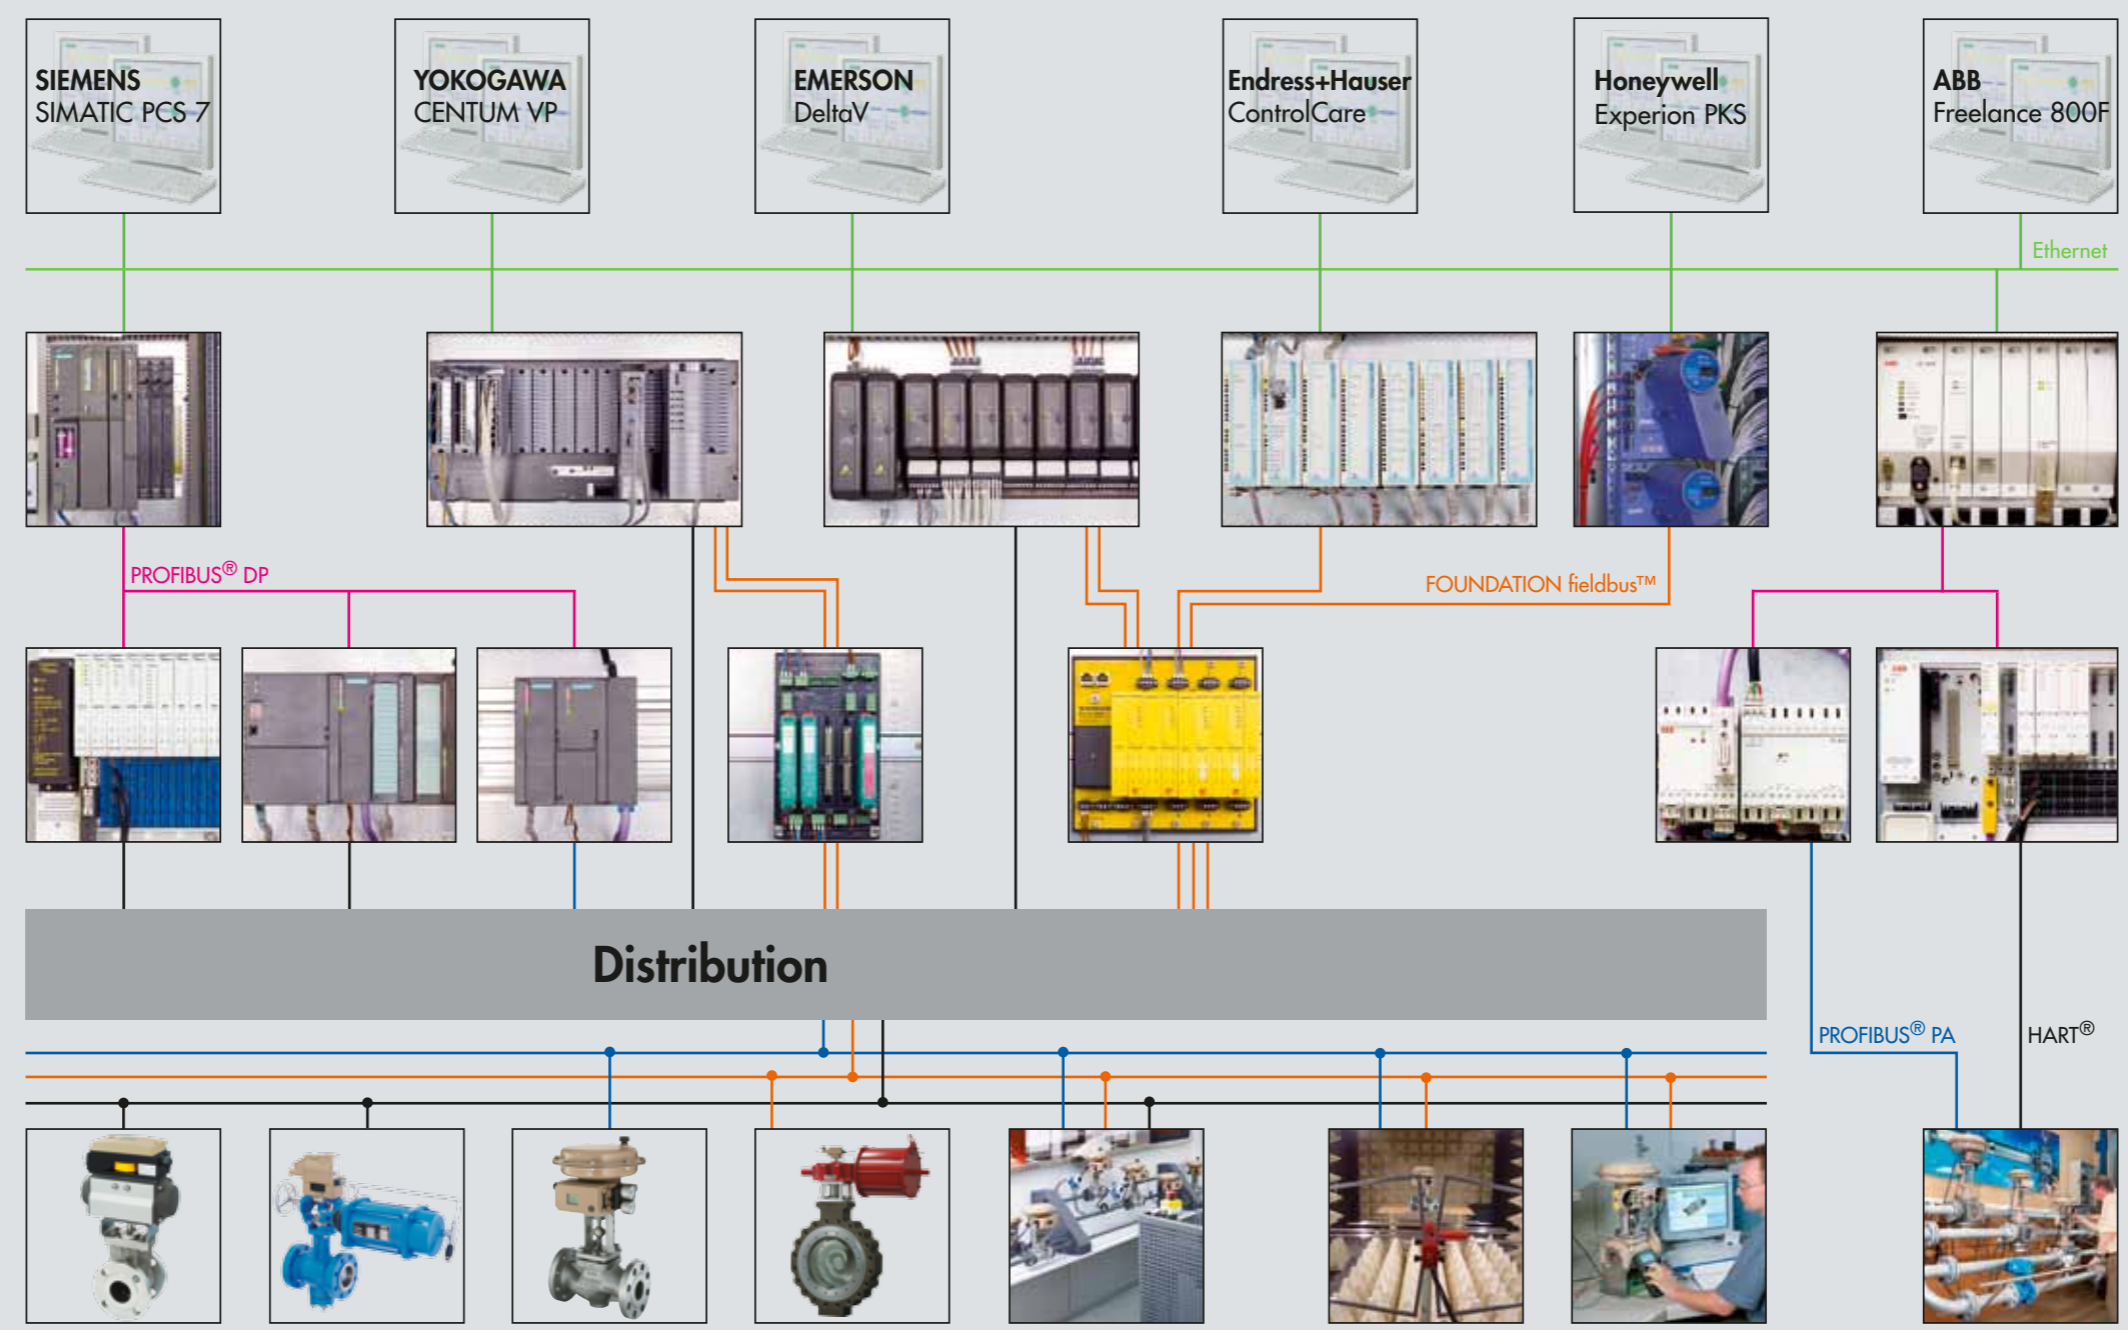 SIEMENS
SIMATIC PCS 7
YOKOGAWA
CENTUM VP
EMERSON
DeltaV
Endress+Hauser
ControlCare
Honeywell
Experion PKS
ABB
Freelance 800F
Ethernet
PROFIBUS® DP
FOUNDATION fieldbus™
Distribution
PROFIBUS® PA
HART®